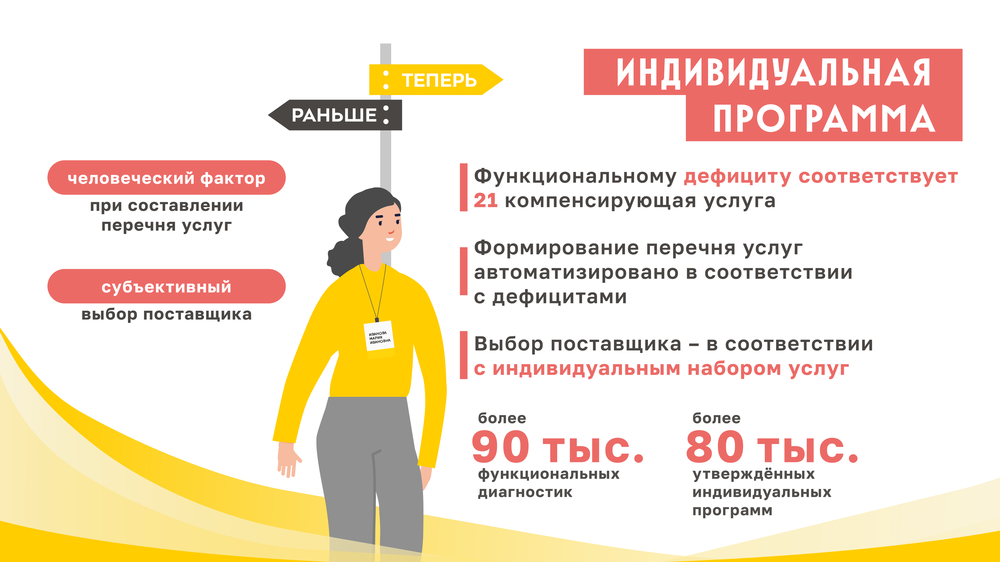 ИНДИВИДУАЛЬНАЯ
ПРОГРАММА
ТЕПЕРЬ
РАНЬШЕ
человеческий фактор
при составлении
перечня услуг
субъективный
выбор поставщика
ИВАНОВА
МАРИЯ
ИВАНОВНА
Функциональному дефициту соответствует
21 компенсирующая услуга
Формирование перечня услуг
автоматизировано в соответствии
с дефицитами
Выбор поставщика – в соответствии
с индивидуальным набором услуг
более
90 тыс.
функциональных
диагностик
более
80 тыс.
утверждённых
индивидуальных
программ